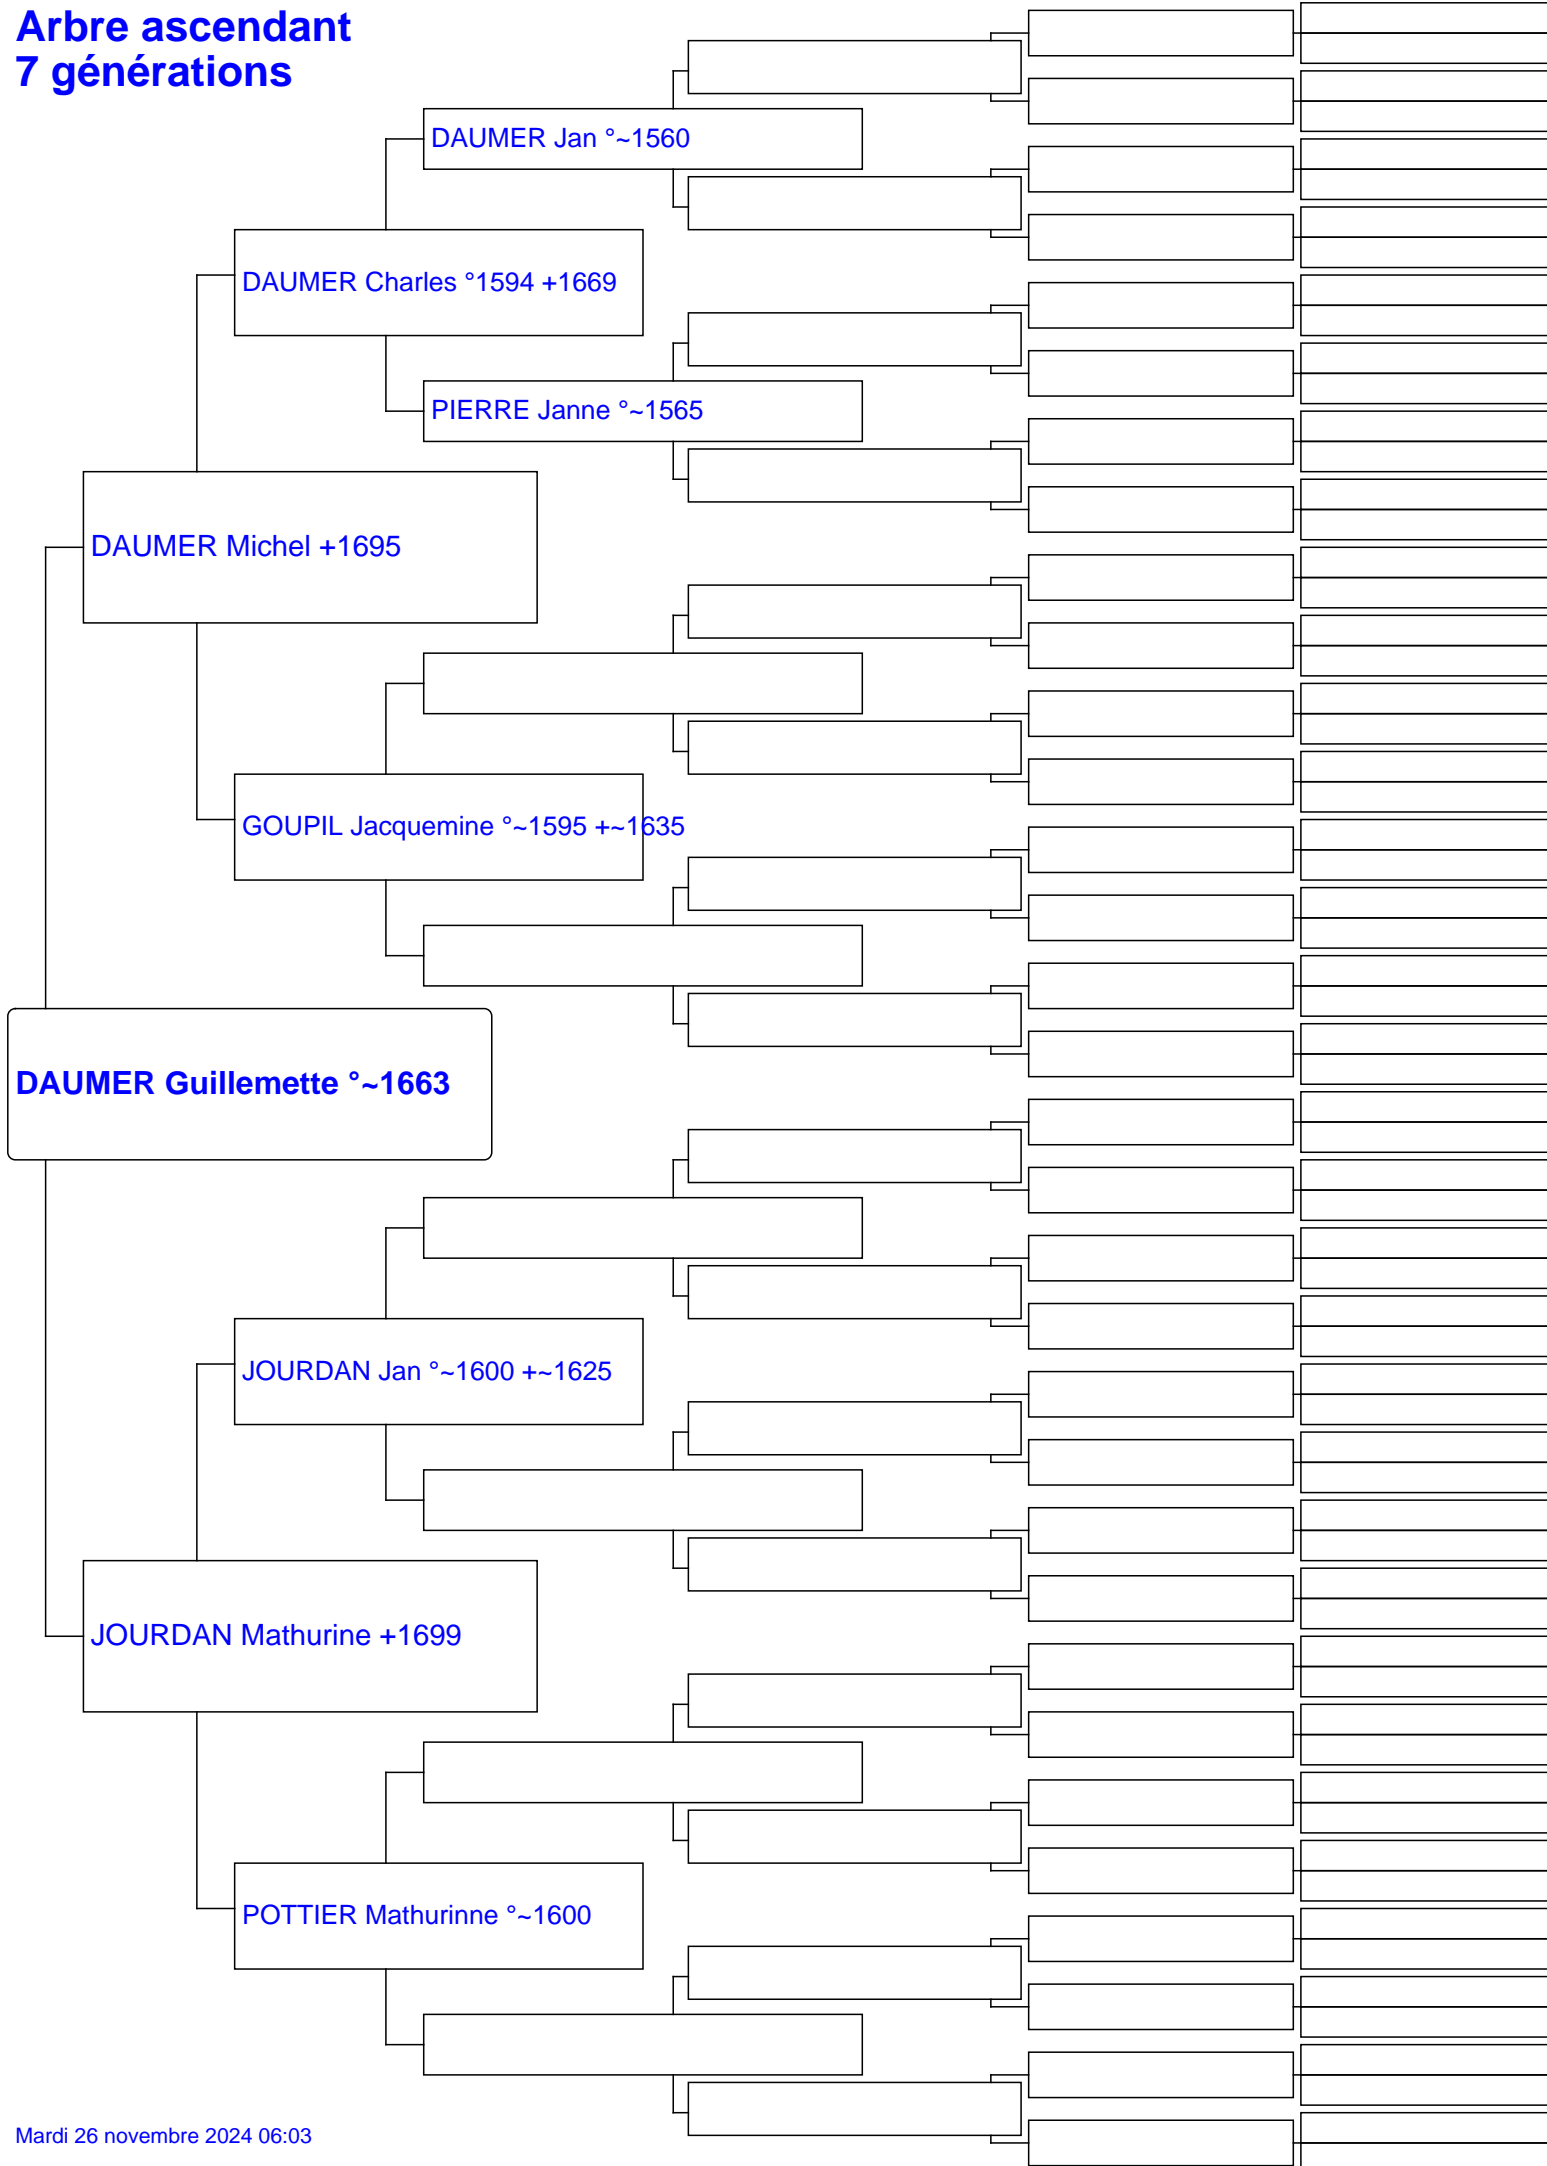 Arbre ascendant
7 générations
DAUMER Jan °~1560
DAUMER Charles °1594 +1669
PIERRE Janne °~1565
DAUMER Michel +1695
GOUPIL Jacquemine °~1595 +~1635
DAUMER Guillemette °~1663
JOURDAN Jan °~1600 +~1625
JOURDAN Mathurine +1699
POTTIER Mathurinne °~1600
Mardi 26 novembre 2024 06:03